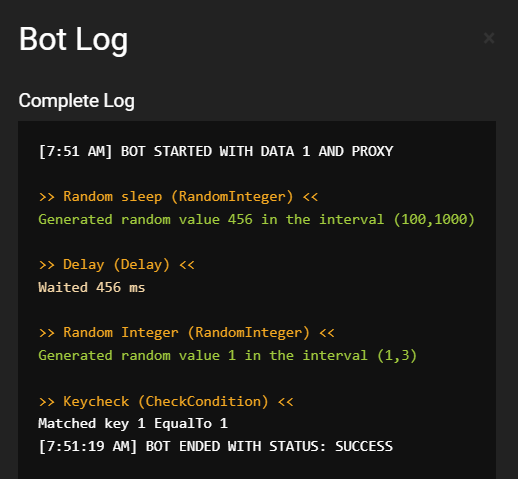 Bot Log
×
Complete Log
[7:51 AM] BOT STARTED WITH DATA 1 AND PROXY
>> Random sleep (RandomInteger) <<
Generated random value 456 in the interval (100,1000)
>> Delay (Delay) <<
Waited 456 ms
>> Random Integer (RandomInteger) <<
Generated random value 1 in the interval (1,3)
>> Keycheck (CheckCondition) <<
Matched key 1 EqualTo 1
[7:51:19 AM] BOT ENDED WITH STATUS: SUCCESS